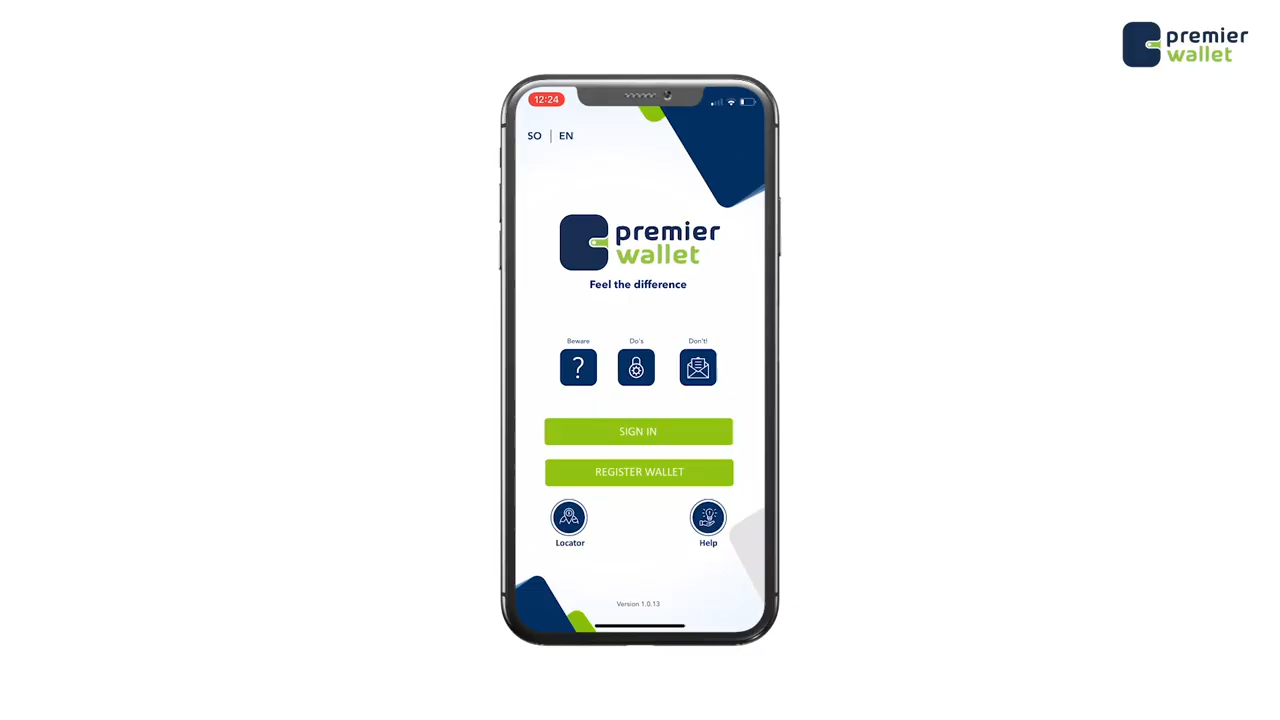 premier
wallet
12:24
SO | EN
premier
wallet
Feel the difference
Beware
Do's
Don't!
SIGN IN
REGISTER WALLET
Locator
Help
Version 1.0.13